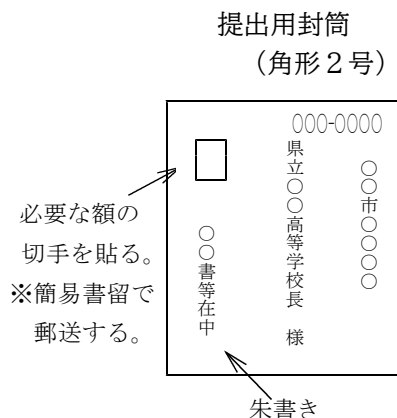 提出用封筒
（角形２号）
○○○-○○○○
○○市○○○○○
県立○○高等学校長　様
○○書等在中
必要な額の
切手を貼る。
※簡易書留で
郵送する。
朱書き